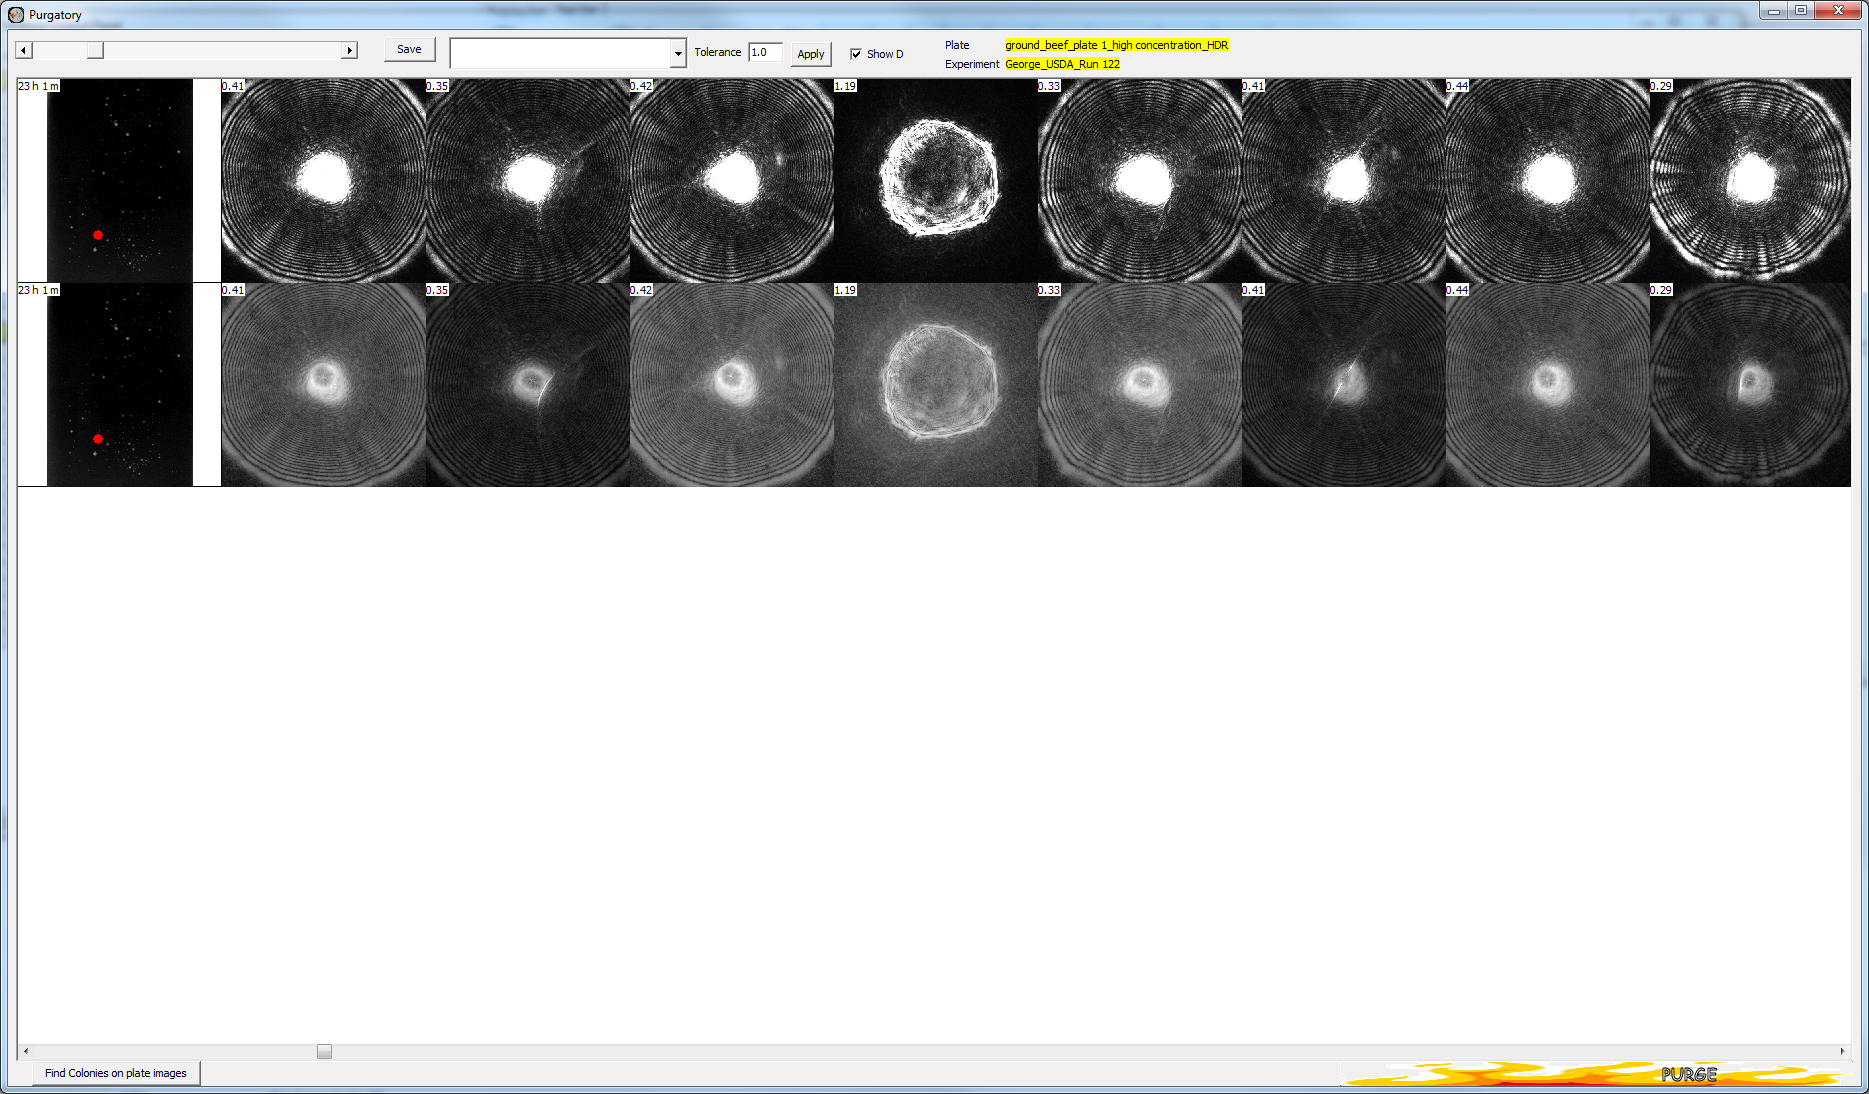 Purgatory
Save
Tolerance 1.0 Apply Show D
Plate ground_beef_plate 1_high concentration_HDR
Experiment George_USDA_Run 122
23 h 1 m 0.41 0.35 0.42 1.19 0.33 0.41 0.44 0.29
23 h 1 m 0.41 0.35 0.42 1.19 0.33 0.41 0.44 0.29
Find Colonies on plate images
PURGE